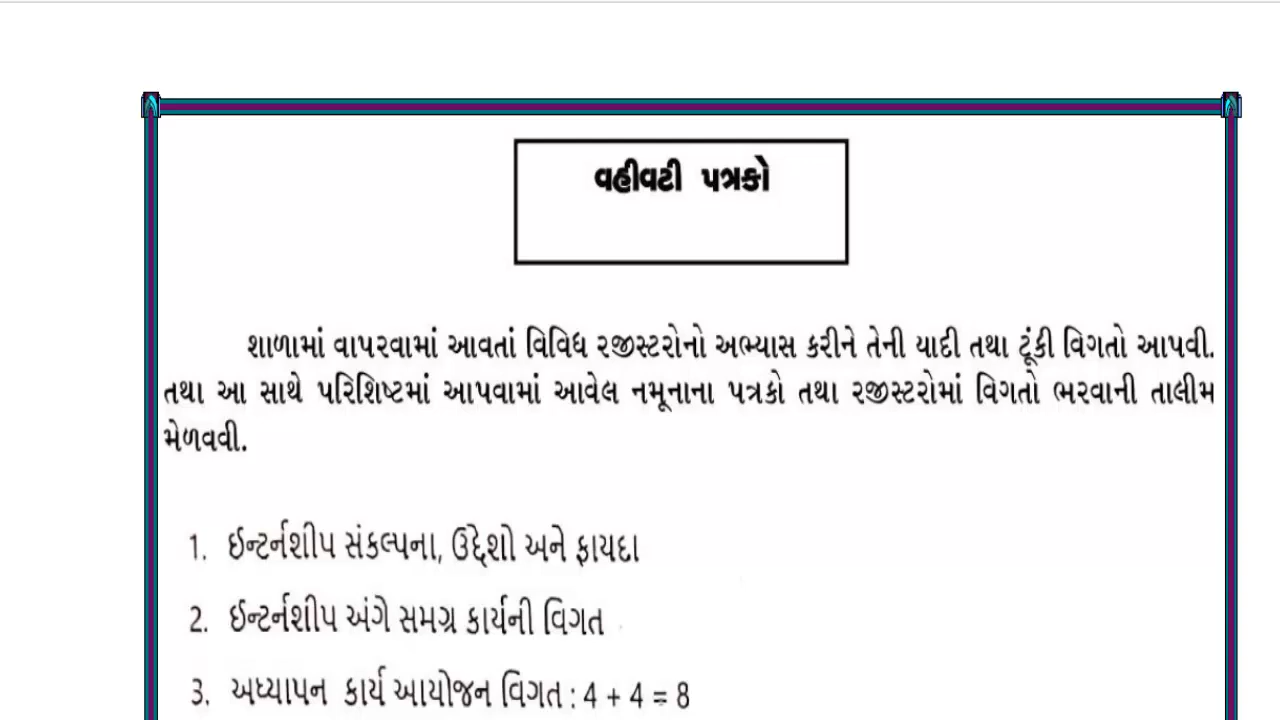 વહીવટી પત્રકો
શાળામાં વાપરવામાં આવતાં વિવિધ રજીસ્ટરોનો અભ્યાસ કરીને તેની યાદી તથા ટૂંકી વિગતો આપવી.
તથા આ સાથે પરિશિષ્ટમાં આપવામાં આવેલ નમૂનાના પત્રકો તથા રજીસ્ટરોમાં વિગતો ભરવાની તાલીમ
મેળવવી.
1. ઈન્ટર્નશીપ સંકલ્પના, ઉદ્દેશો અને ફાયદા
2. ઈન્ટર્નશીપ અંગે સમગ્ર કાર્યની વિગત
3. અધ્યાપન કાર્ય આયોજન વિગત : 4 + 4 = 8